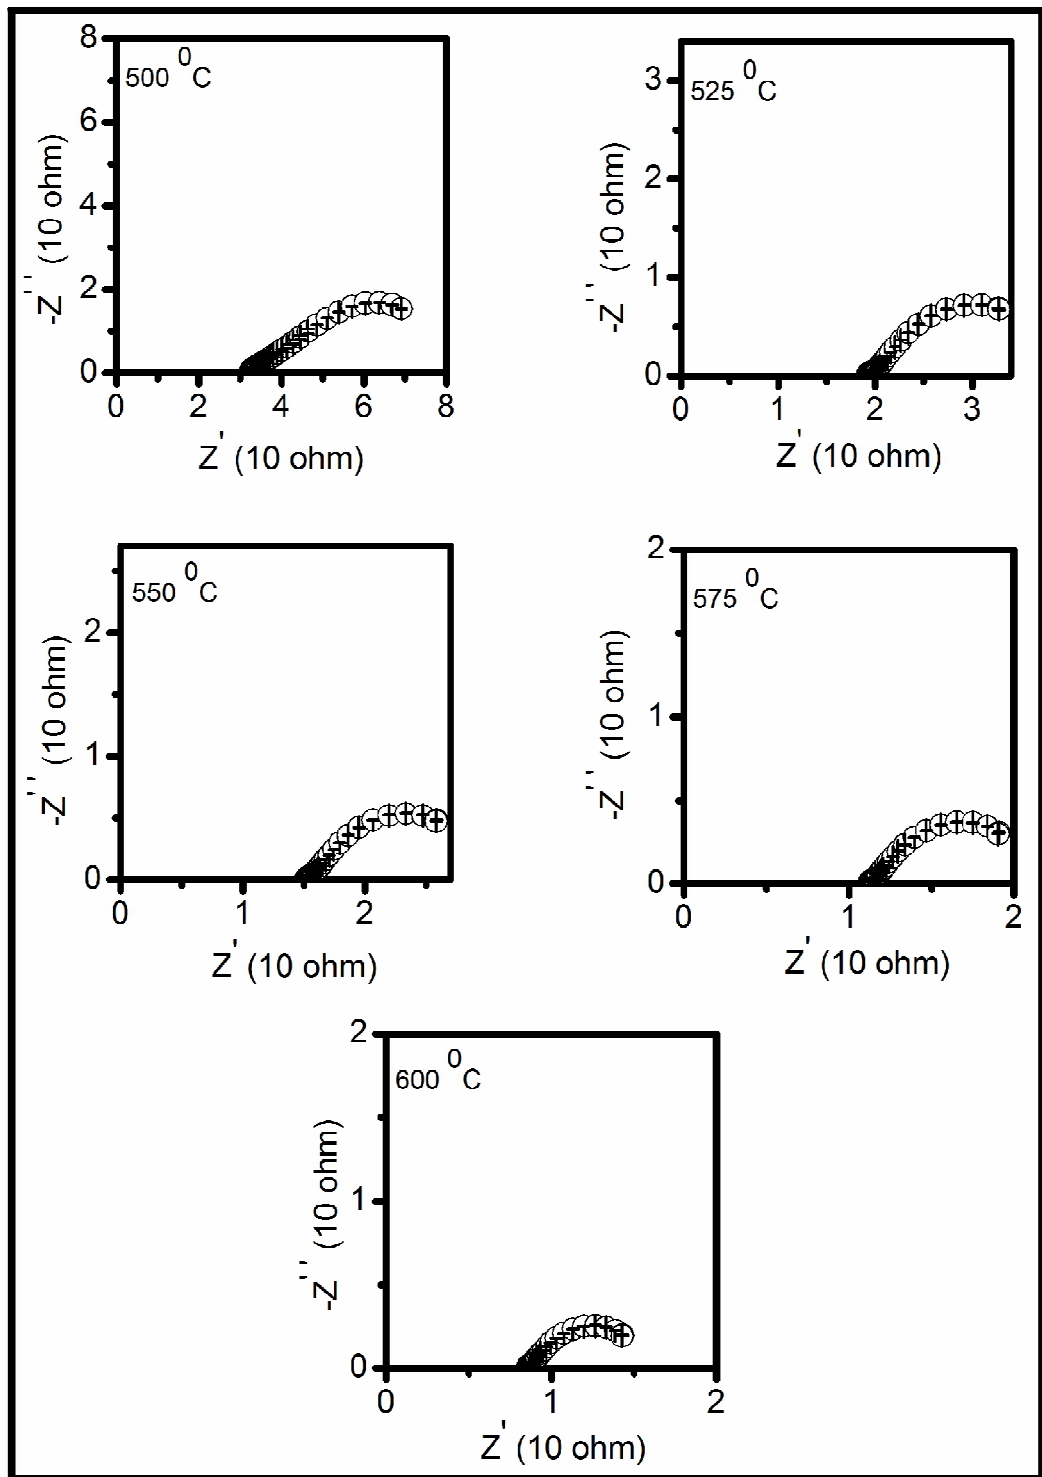 8
6
4
2
0
500 ⁰C
-Z'' (10 ohm)
0 2 4 6 8
Z' (10 ohm)
3
2
1
0
525 ⁰C
-Z'' (10 ohm)
0 1 2 3
Z' (10 ohm)
2
1
0
550 ⁰C
-Z'' (10 ohm)
0 1 2
Z' (10 ohm)
2
1
0
575 ⁰C
-Z'' (10 ohm)
0 1 2
Z' (10 ohm)
2
1
0
600 ⁰C
-Z'' (10 ohm)
0 1 2
Z' (10 ohm)